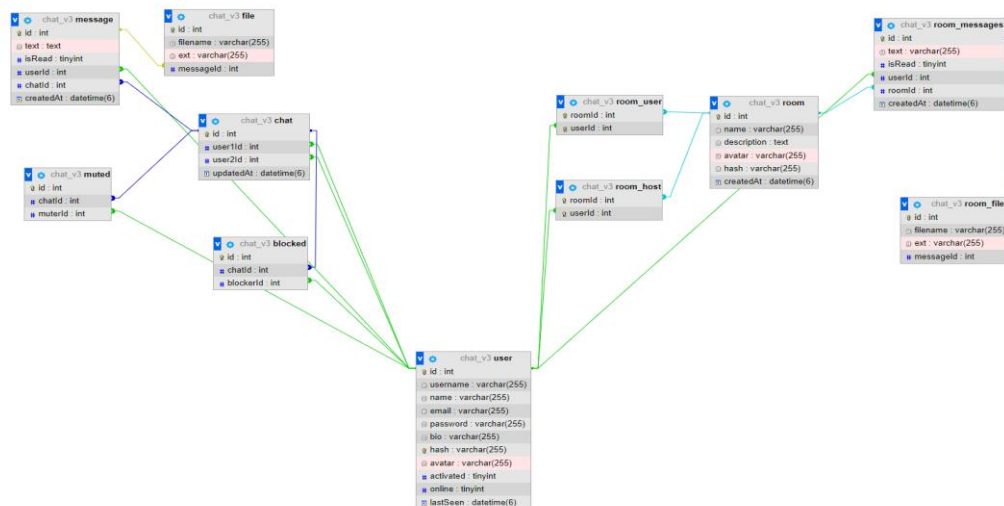 chat_v3 message
id : int
text : text
isRead : tinyint
userId : int
chatId : int
createdAt : datetime(6)
chat_v3 file
id : int
filename : varchar(255)
ext : varchar(255)
messageId : int
chat_v3 chat
id : int
user1Id : int
user2Id : int
updatedAt : datetime(6)
chat_v3 muted
id : int
chatId : int
muterId : int
chat_v3 blocked
id : int
chatId : int
blockerId : int
chat_v3 user
id : int
username : varchar(255)
name : varchar(255)
email : varchar(255)
password : varchar(255)
bio : varchar(255)
hash : varchar(255)
avatar : varchar(255)
activated : tinyint
online : tinyint
lastSeen : datetime(6)
chat_v3 room_user
roomId : int
userId : int
chat_v3 room_host
roomId : int
userId : int
chat_v3 room
id : int
name : varchar(255)
description : text
avatar : varchar(255)
hash : varchar(255)
createdAt : datetime(6)
chat_v3 room_messages
id : int
text : varchar(255)
isRead : tinyint
userId : int
roomId : int
createdAt : datetime(6)
chat_v3 room_file
id : int
filename : varchar(255)
ext : varchar(255)
messageId : int